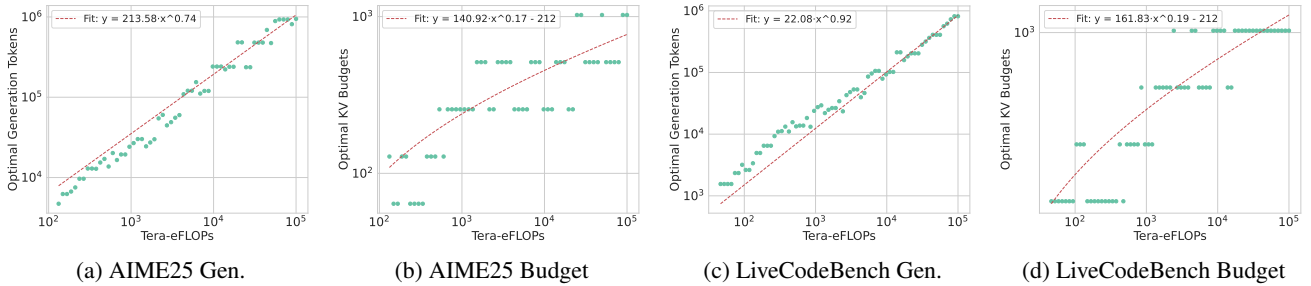 Fit: y = 213.58·x^0.74
10^6
10^5
10^4
Optimal Generation Tokens
10^2
10^3
10^4
10^5
Tera-eFLOPs
(a) AIME25 Gen.
Fit: y = 140.92·x^0.17 - 212
10^3
10^2
Optimal KV Budgets
10^2
10^3
10^4
10^5
Tera-eFLOPs
(b) AIME25 Budget
Fit: y = 22.08·x^0.92
10^6
10^5
10^4
10^3
Optimal Generation Tokens
10^2
10^3
10^4
10^5
Tera-eFLOPs
(c) LiveCodeBench Gen.
Fit: y = 161.83·x^0.19 - 212
10^3
Optimal KV Budgets
10^2
10^3
10^4
10^5
Tera-eFLOPs
(d) LiveCodeBench Budget